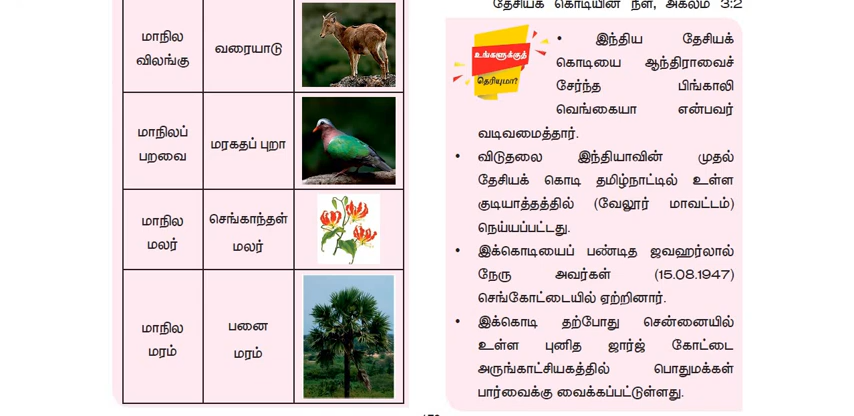 மாநில
விலங்கு
வரையாடு
மாநிலப்
பறவை
மரகதப் புறா
மாநில
மலர்
செங்காந்தள்
மலர்
மாநில
மரம்
பனை
மரம்
தேசியக் கொடியின் நீள, அகலம் 3:2
உங்களுக்குத்
தெரியுமா?
• இந்திய தேசியக்
கொடியை ஆந்திராவைச்
சேர்ந்த பிங்காலி
வெங்கையா என்பவர்
வடிவமைத்தார்.
• விடுதலை இந்தியாவின் முதல்
தேசியக் கொடி தமிழ்நாட்டில் உள்ள
குடியாத்தத்தில் (வேலூர் மாவட்டம்)
நெய்யப்பட்டது.
• இக்கொடியைப் பண்டித ஜவஹர்லால்
நேரு அவர்கள் (15.08.1947)
செங்கோட்டையில் ஏற்றினார்.
• இக்கொடி தற்போது சென்னையில்
உள்ள புனித ஜார்ஜ் கோட்டை
அருங்காட்சியகத்தில் பொதுமக்கள்
பார்வைக்கு வைக்கப்பட்டுள்ளது.